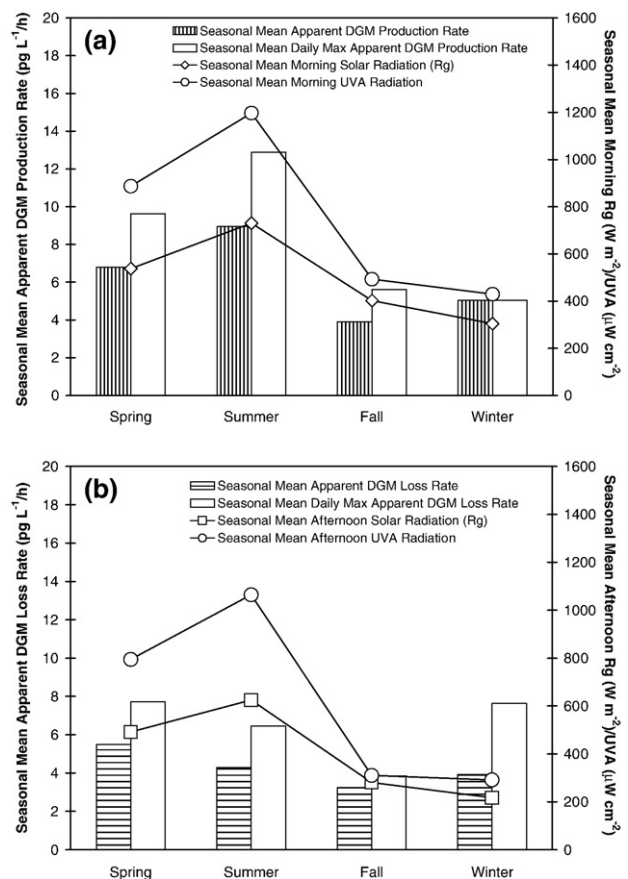 (a)
Seasonal Mean Apparent DGM Production Rate
Seasonal Mean Daily Max Apparent DGM Production Rate
Seasonal Mean Morning Solar Radiation (Rg)
Seasonal Mean Morning UVA Radiation
Seasonal Mean Apparent DGM Production Rate (pg L⁻¹/h)
20
18
16
14
12
10
8
6
4
2
0
1600
1400
1200
1000
800
600
400
200
0
Seasonal Mean Morning Rg (W m⁻²)/UVA (µW cm⁻²)
Spring Summer Fall Winter
(b)
Seasonal Mean Apparent DGM Loss Rate
Seasonal Mean Daily Max Apparent DGM Loss Rate
Seasonal Mean Afternoon Solar Radiation (Rg)
Seasonal Mean Afternoon UVA Radiation
Seasonal Mean Apparent DGM Loss Rate (pg L⁻¹/h)
20
18
16
14
12
10
8
6
4
2
0
1600
1400
1200
1000
800
600
400
200
0
Seasonal Mean Afternoon Rg (W m⁻²)/UVA (µW cm⁻²)
Spring Summer Fall Winter